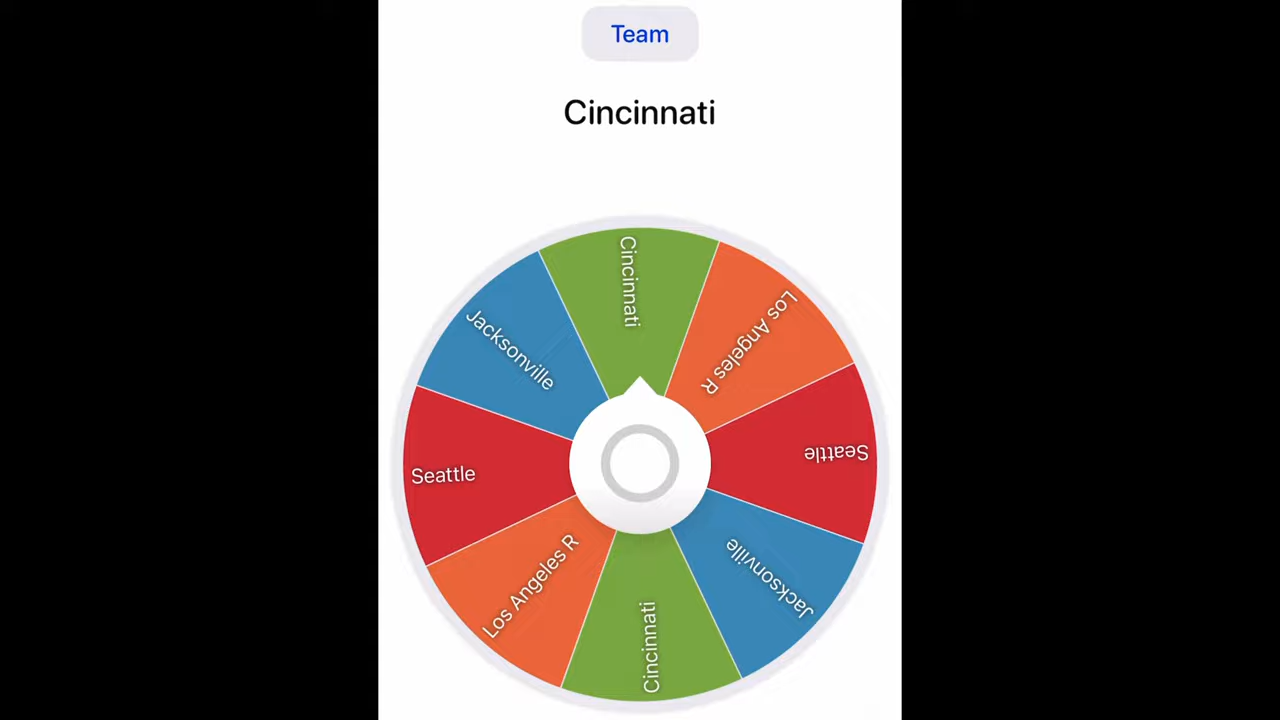 Team
Cincinnati
Cincinnati
Los Angeles R
Seattle
Jacksonville
Cincinnati
Los Angeles R
Seattle
Jacksonville